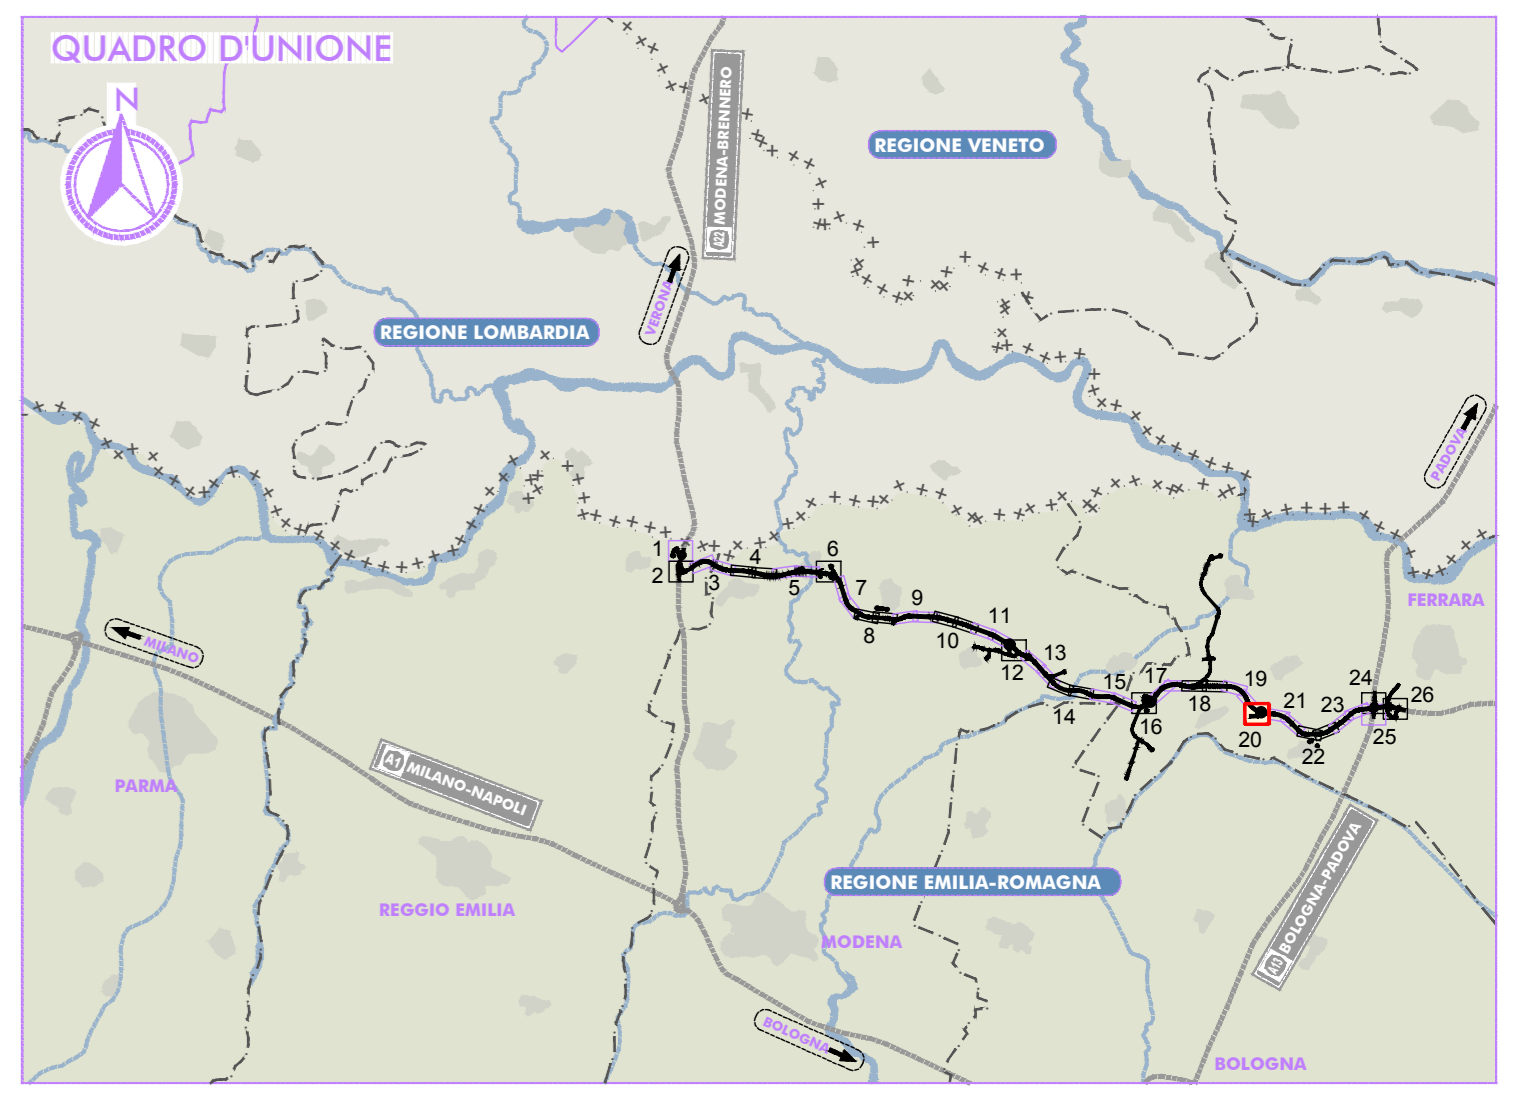 QUADRO D'UNIONE
N
A22 MODENA-BRENNERO
REGIONE VENETO
VERONA
REGIONE LOMBARDIA
PADOVA
1
2
3
4
5
6
7
8
9
10
11
12
13
14
15
16
17
18
19
20
21
22
23
24
25
26
FERRARA
MILANO
A1 MILANO-NAPOLI
PARMA
REGGIO EMILIA
REGIONE EMILIA-ROMAGNA
MODENA
A13 BOLOGNA-PADOVA
BOLOGNA
BOLOGNA